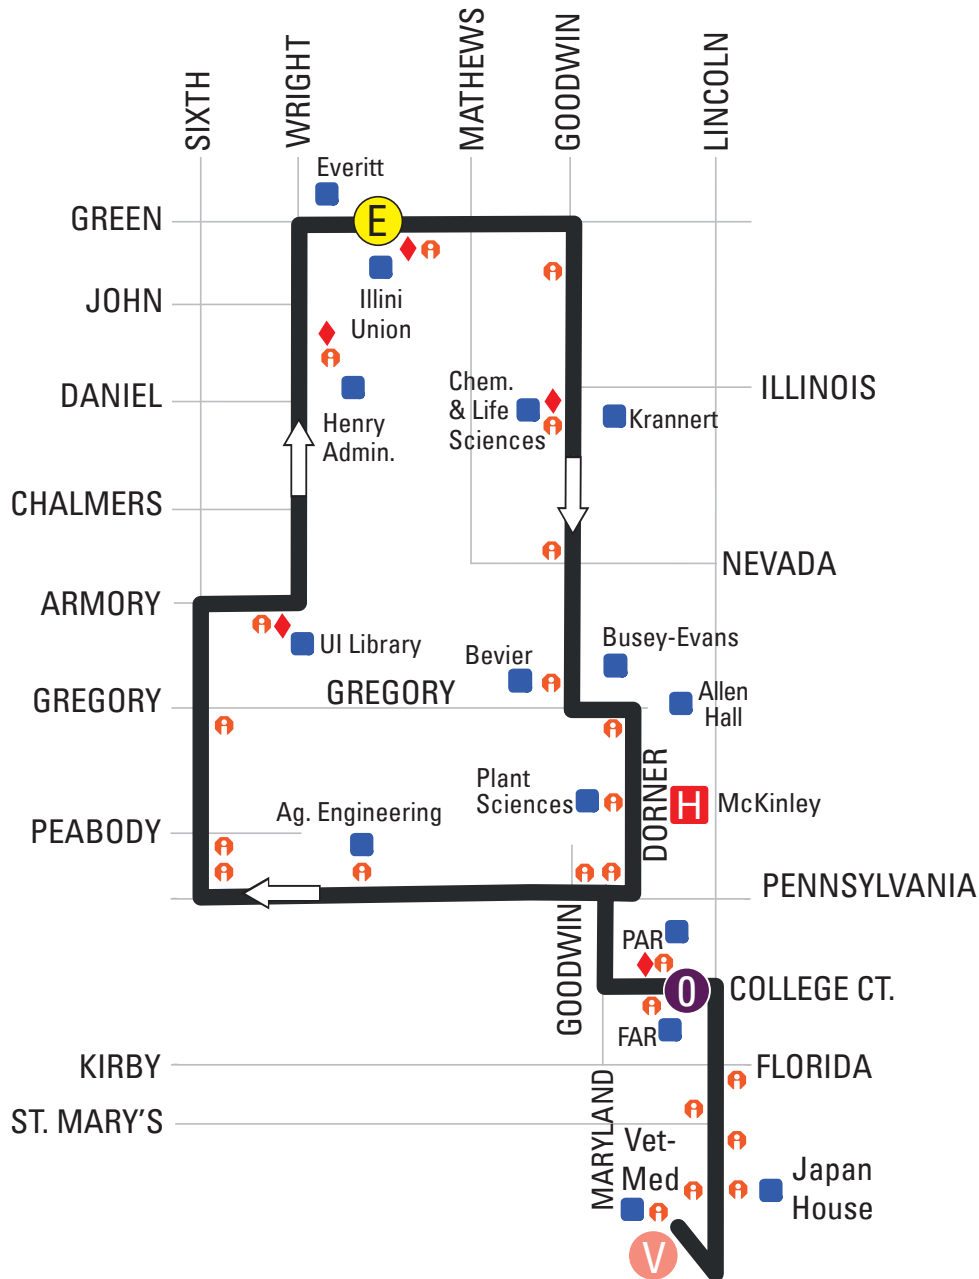 SIXTH
WRIGHT
MATHEWS
GOODWIN
LINCOLN
Everitt
GREEN
E
Illini
Union
JOHN
DANIEL
Henry
Admin.
Chem.
& Life
Sciences
ILLINOIS
Krannert
CHALMERS
NEVADA
ARMORY
UI Library
Bevier
Busey-Evans
GREGORY
GREGORY
Allen
Hall
Plant
Sciences
DORNER
H
McKinley
PEABODY
Ag. Engineering
PENNSYLVANIA
GOODWIN
PAR
O
COLLEGE CT.
FAR
KIRBY
FLORIDA
ST. MARY'S
MARYLAND
Vet-
Med
Japan
House
V